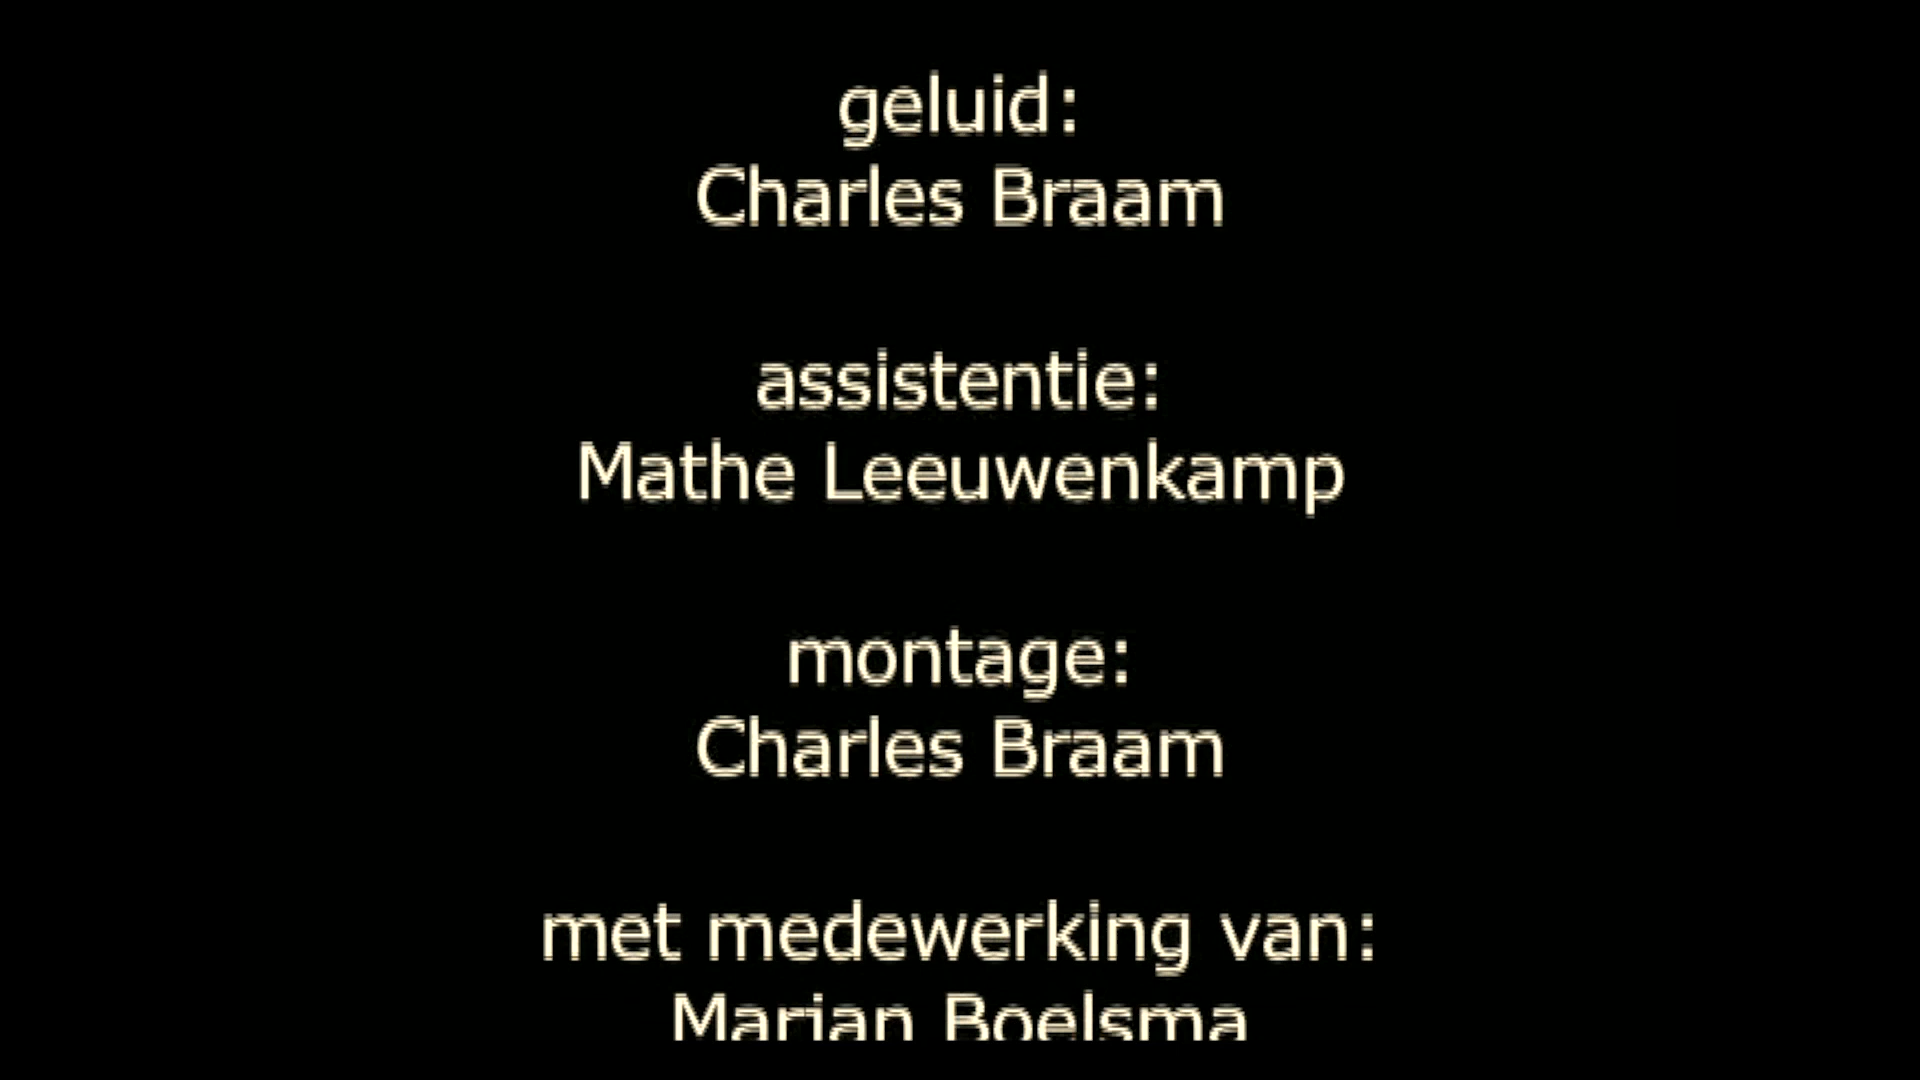 geluid:
Charles Braam
assistentie:
Mathe Leeuwenkamp
montage:
Charles Braam
met medewerking van:
Marian Boelsma